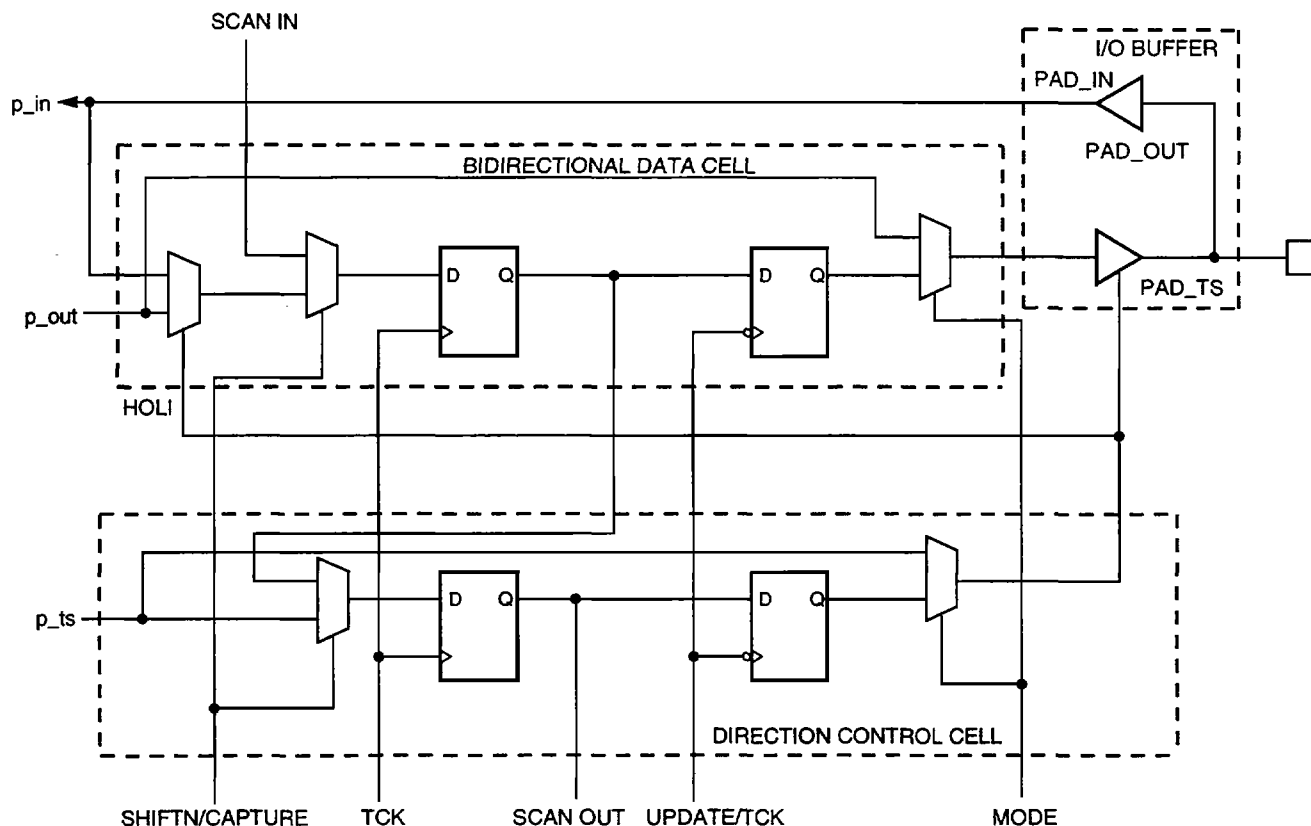 SCAN IN
I/O BUFFER
PAD_IN
p_in
PAD_OUT
BIDIRECTIONAL DATA CELL
D Q
D Q
p_out
PAD_TS
HOLI
p_ts
D Q
D Q
DIRECTION CONTROL CELL
SHIFTN/CAPTURE
TCK
SCAN OUT
UPDATE/TCK
MODE